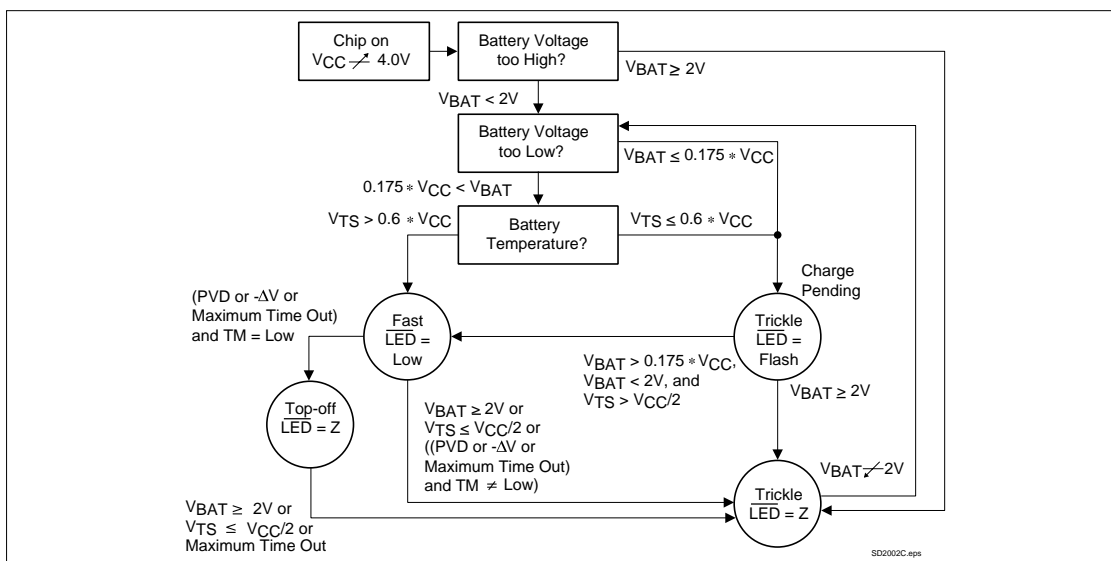 Chip on
VCC ↗ 4.0V
Battery Voltage
too High?
VBAT ≥ 2V
VBAT < 2V
Battery Voltage
too Low?
VBAT ≤ 0.175 * VCC
0.175 * VCC < VBAT
VTS > 0.6 * VCC
Battery
Temperature?
VTS ≤ 0.6 * VCC
Charge
Pending
(PVD or -ΔV or
Maximum Time Out)
and TM = Low
Fast
LED =
Low
Trickle
LED =
Flash
VBAT > 0.175 * VCC,
VBAT < 2V, and
VTS > VCC/2
VBAT ≥ 2V
Top-off
LED = Z
VBAT ≥ 2V or
VTS ≤ VCC/2 or
((PVD or -ΔV or
Maximum Time Out)
and TM ≠ Low)
VBAT ↙ 2V
Trickle
LED = Z
VBAT ≥ 2V or
VTS ≤ VCC/2 or
Maximum Time Out
SD2002C.eps